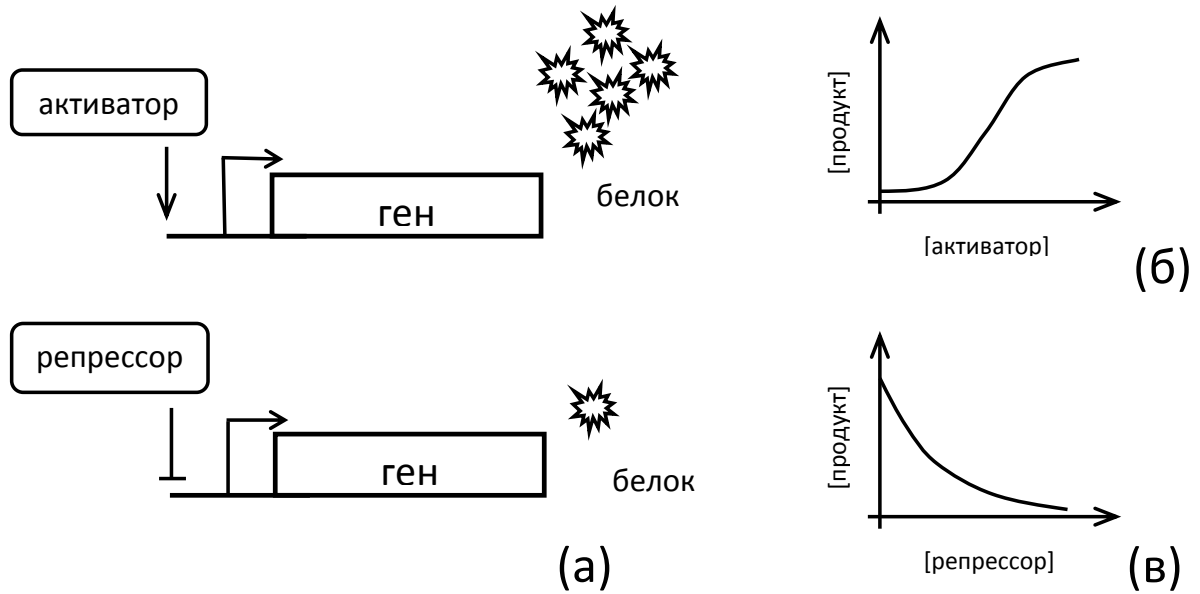 активатор
ген
белок
[продукт]
[активатор]
(б)
репрессор
ген
белок
(а)
[продукт]
[репрессор]
(в)